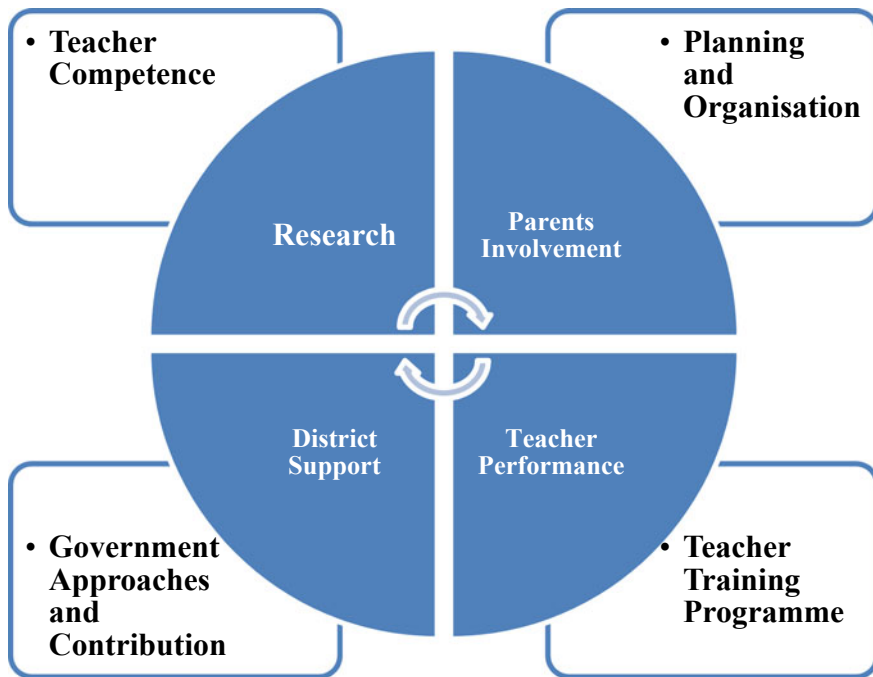 • Teacher
Competence
• Planning
and
Organisation
Research
Parents
Involvement
District
Support
Teacher
Performance
• Government
Approaches
and
Contribution
• Teacher
Training
Programme